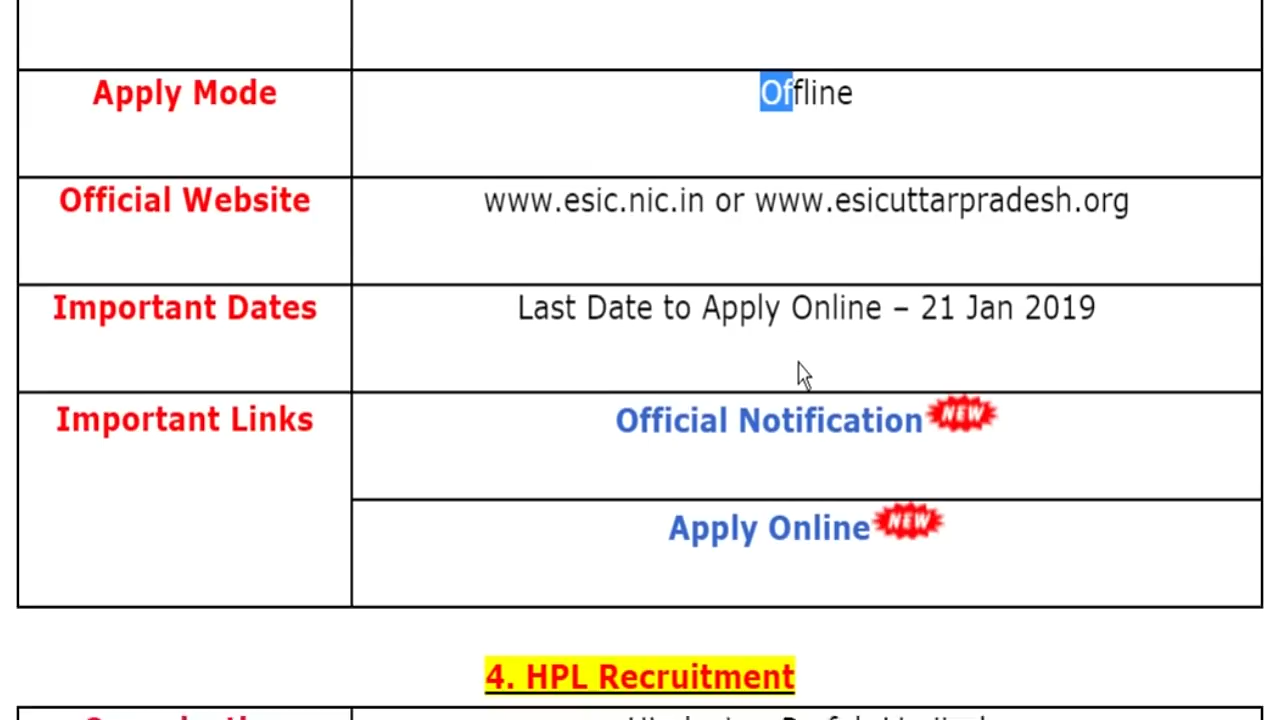 Apply Mode
Offline
Official Website
www.esic.nic.in or www.esicuttarpradesh.org
Important Dates
Last Date to Apply Online – 21 Jan 2019
Important Links
Official Notification NEW
Apply Online NEW
4. HPL Recruitment